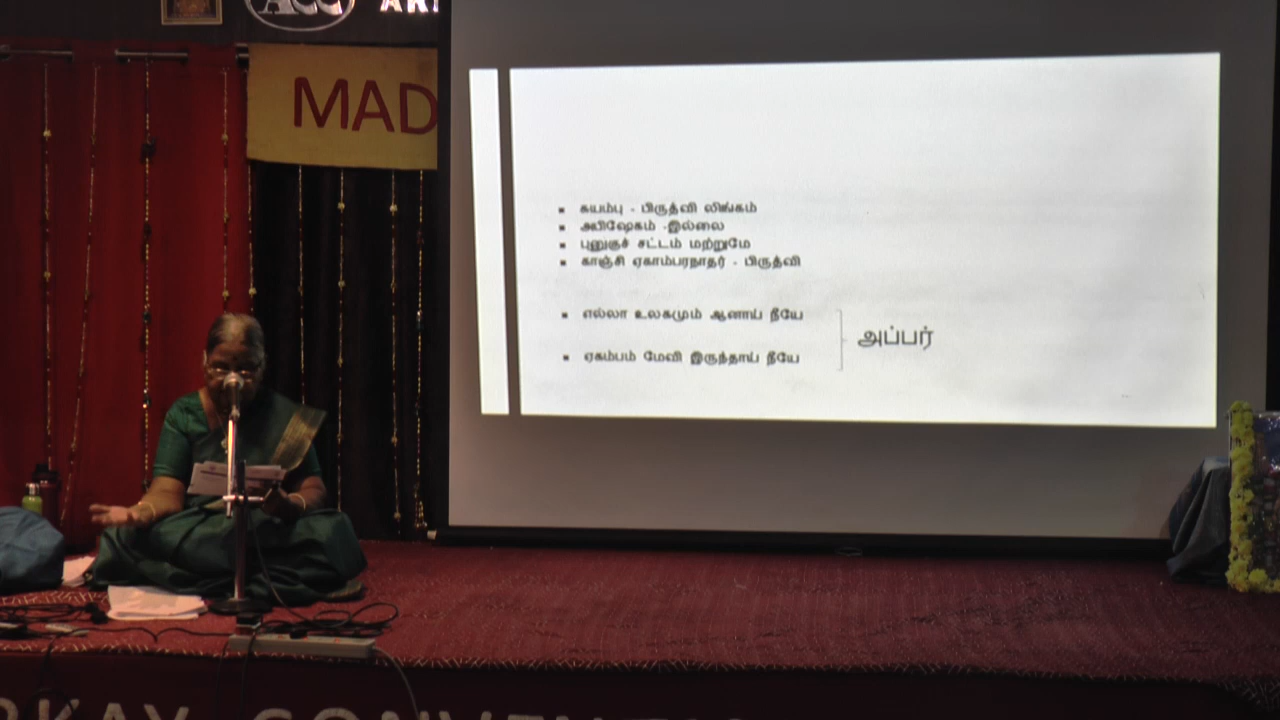 ACC
MAD
சுயம்பு - பிருத்வி லிங்கம்
அபிஷேகம் -இல்லை
புனுகுச் சட்டம் மற்றுமே
காஞ்சி ஏகாம்பரநாதர் - பிருத்வி
எல்லா உலகமும் ஆனாய் நீயே
ஏகம்பம் மேவி இருந்தாய் நீயே
அப்பர்